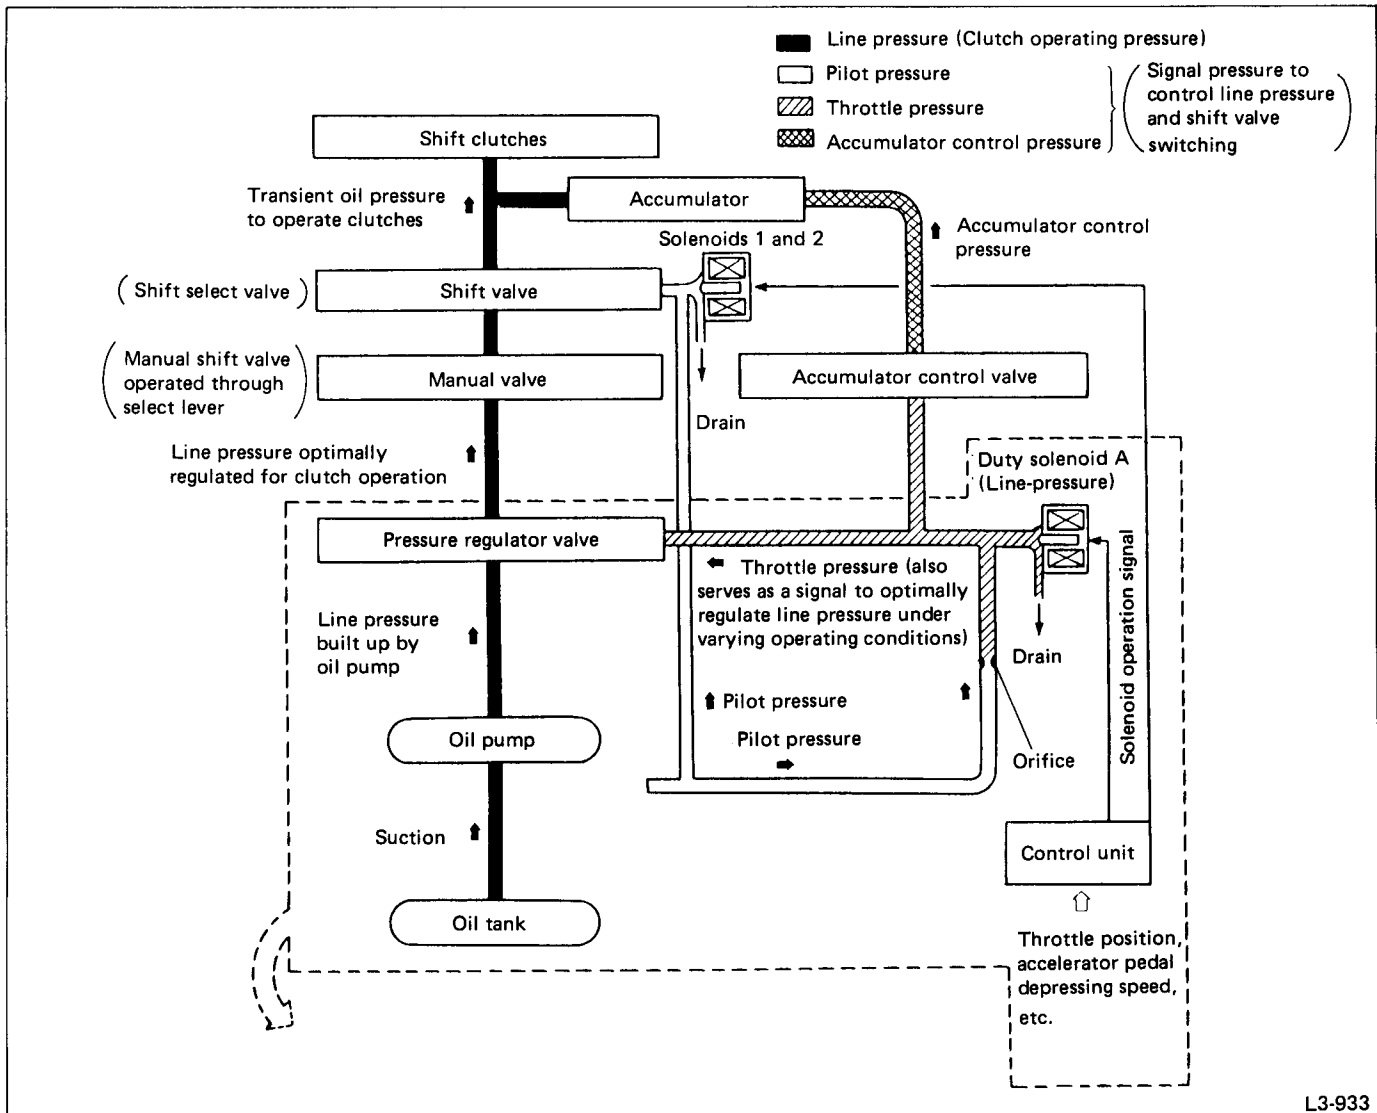 Line pressure (Clutch operating pressure)
Pilot pressure
Throttle pressure
Accumulator control pressure
Signal pressure to
control line pressure
and shift valve
switching
Shift clutches
Transient oil pressure
to operate clutches
Accumulator
Accumulator control
pressure
Solenoids 1 and 2
(Shift select valve)
Shift valve
Manual shift valve
operated through
select lever
Manual valve
Accumulator control valve
Drain
Line pressure optimally
regulated for clutch operation
Duty solenoid A
(Line-pressure)
Pressure regulator valve
Throttle pressure (also
serves as a signal to optimally
regulate line pressure under
varying operating conditions)
Line pressure
built up by
oil pump
Drain
Solenoid operation signal
Pilot pressure
Oil pump
Pilot pressure
Orifice
Suction
Control unit
Oil tank
Throttle position,
accelerator pedal
depressing speed,
etc.
L3-933